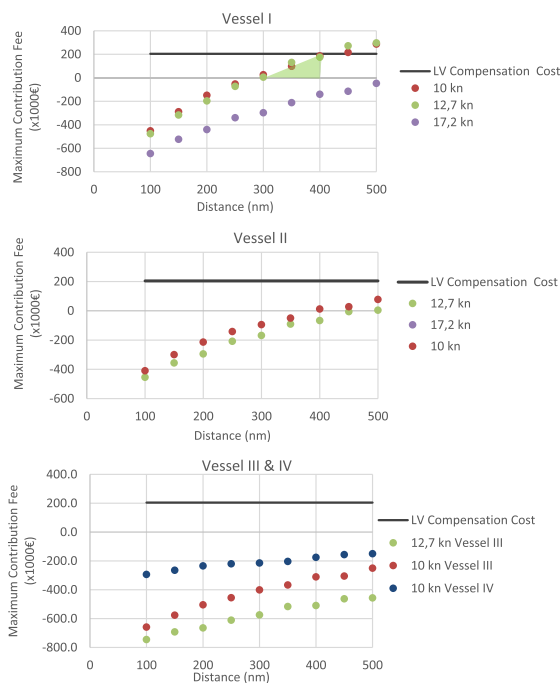 Vessel I
Maximum Contribution Fee
(x1000€)
400
200
0
-200
-400
-600
-800
0
100
200
300
400
500
Distance (nm)
LV Compensation Cost
10 kn
12,7 kn
17,2 kn
Vessel II
Maximum Contribution Fee
(x1000€)
400
200
0
-200
-400
-600
0
100
200
300
400
500
Distance (nm)
LV Compensation Cost
12,7 kn
17,2 kn
10 kn
Vessel III & IV
Maximum Contribution Fee
(x1000€)
400.0
200.0
0.0
-200.0
-400.0
-600.0
-800.0
0
100
200
300
400
500
Distance (nm)
LV Compensation Cost
12,7 kn Vessel III
10 kn Vessel III
10 kn Vessel IV